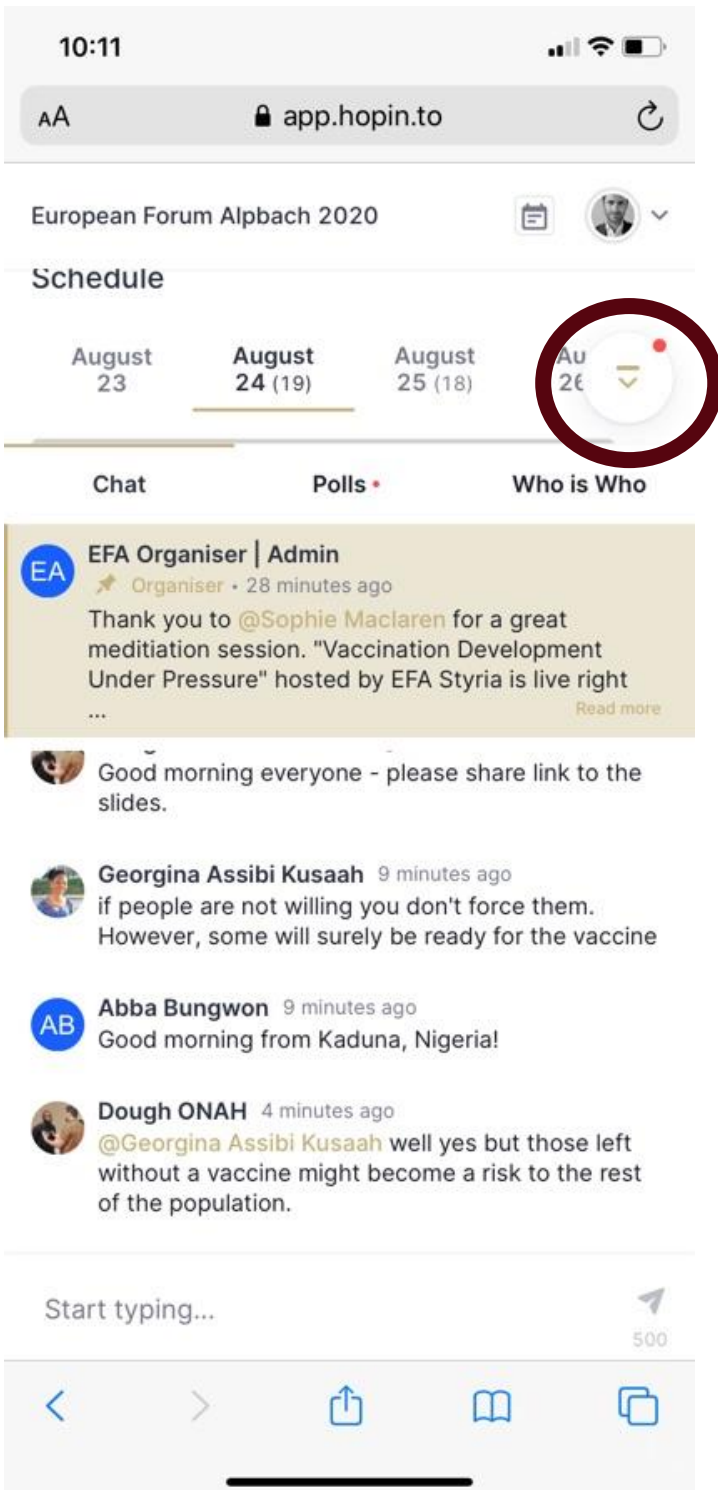 10:11
AA app.hopin.to
European Forum Alpbach 2020
Schedule
August August August Au
23 24 (19) 25 (18) 26
Chat Polls Who is Who
EA EFA Organiser | Admin
Organiser • 28 minutes ago
Thank you to @Sophie Maclaren for a great
meditiation session. "Vaccination Development
Under Pressure" hosted by EFA Styria is live right
... Read more
Good morning everyone - please share link to the
slides.
Georgina Assibi Kusaah 9 minutes ago
if people are not willing you don't force them.
However, some will surely be ready for the vaccine
AB Abba Bungwon 9 minutes ago
Good morning from Kaduna, Nigeria!
Dough ONAH 4 minutes ago
@Georgina Assibi Kusaah well yes but those left
without a vaccine might become a risk to the rest
of the population.
Start typing...
500